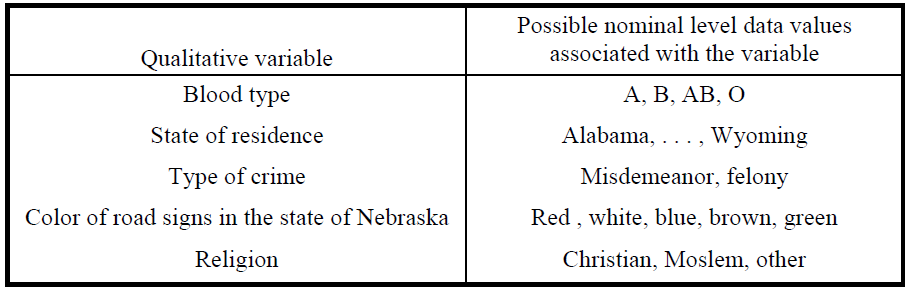 Qualitative variable
Possible nominal level data values
associated with the variable
Blood type
A, B, AB, O
State of residence
Alabama, . . . , Wyoming
Type of crime
Misdemeanor, felony
Color of road signs in the state of Nebraska
Red , white, blue, brown, green
Religion
Christian, Moslem, other